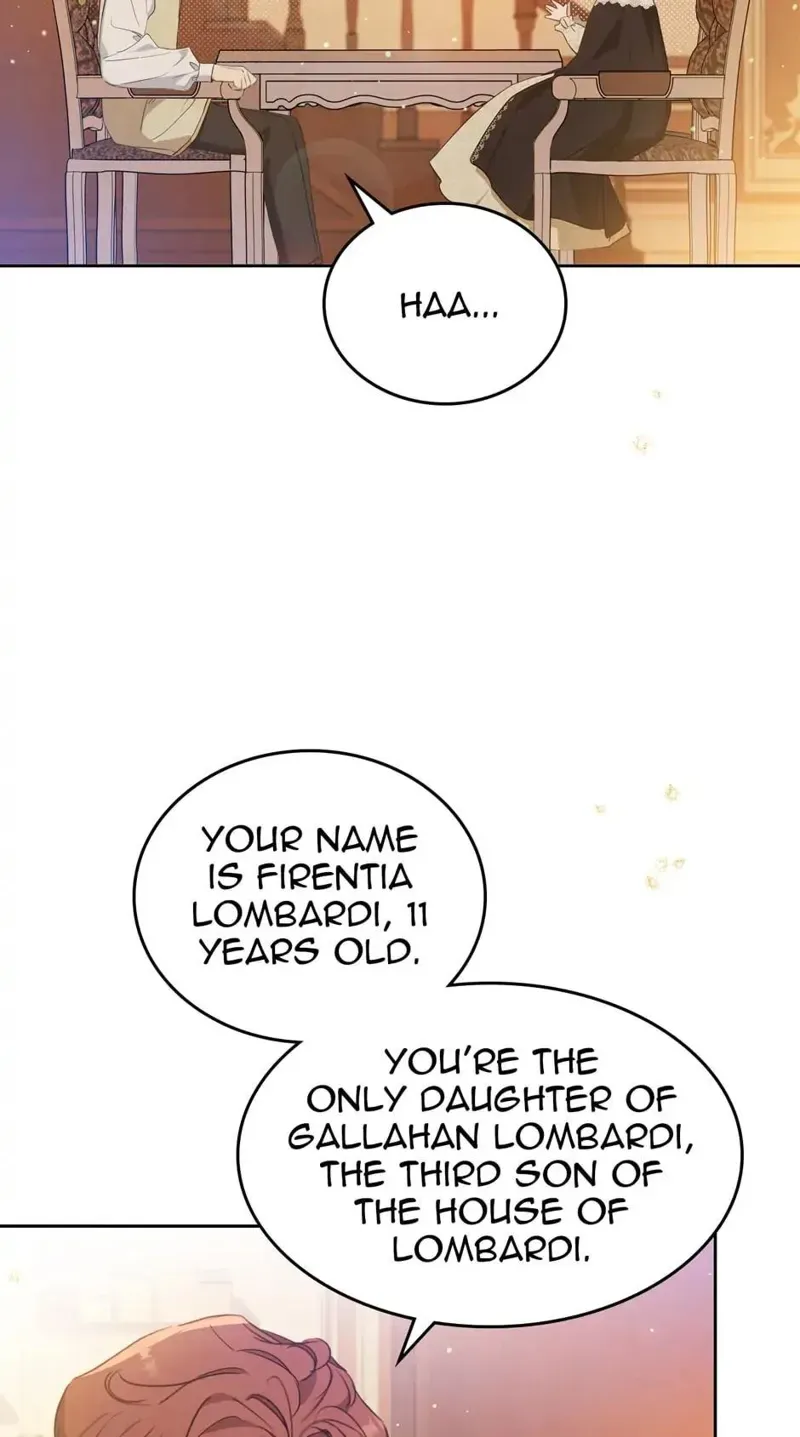 HAA...
YOUR NAME
IS FIRENTIA
LOMBARDI, 11
YEARS OLD.
YOU'RE THE
ONLY DAUGHTER OF
GALLAHAN LOMBARDI,
THE THIRD SON OF
THE HOUSE OF
LOMBARDI.